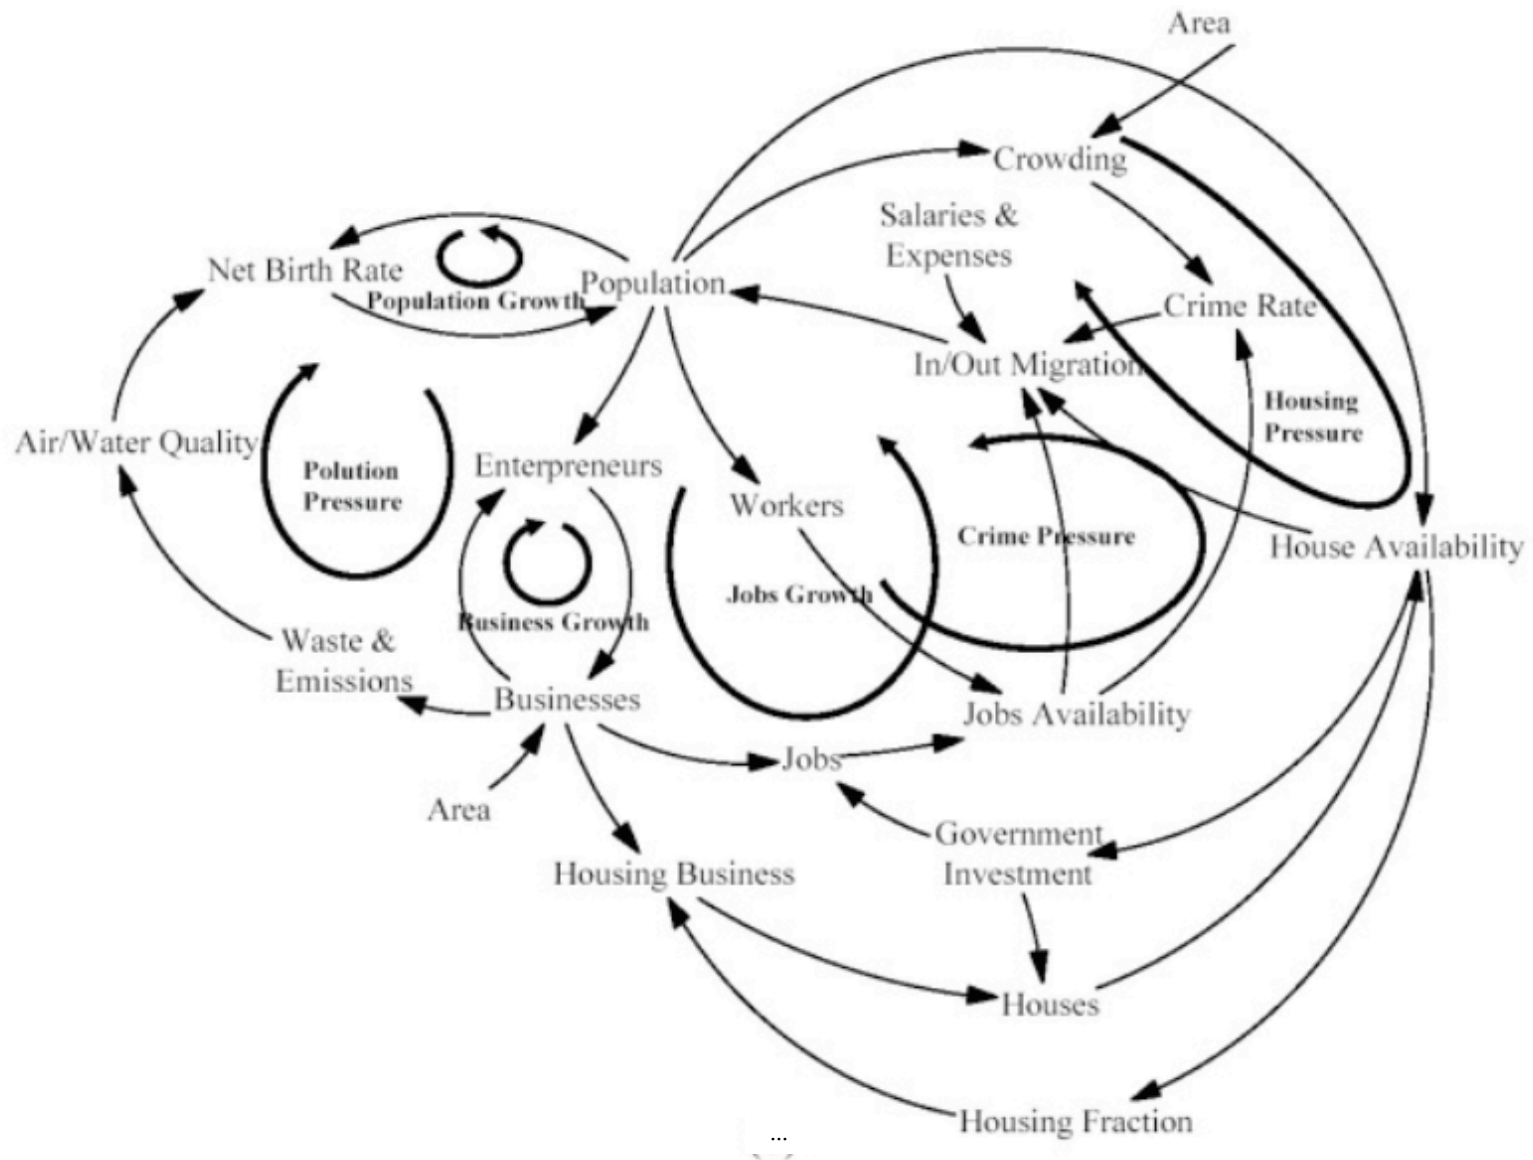 Area
Crowding
Salaries &
Expenses
Net Birth Rate
Population
Population Growth
Crime Rate
In/Out Migration
Housing
Pressure
Air/Water Quality
Polution
Pressure
Enterpreneurs
Workers
Crime Pressure
House Availability
Jobs Growth
Business Growth
Waste &
Emissions
Businesses
Jobs Availability
Jobs
Area
Government
Investment
Housing Business
Houses
Housing Fraction
...